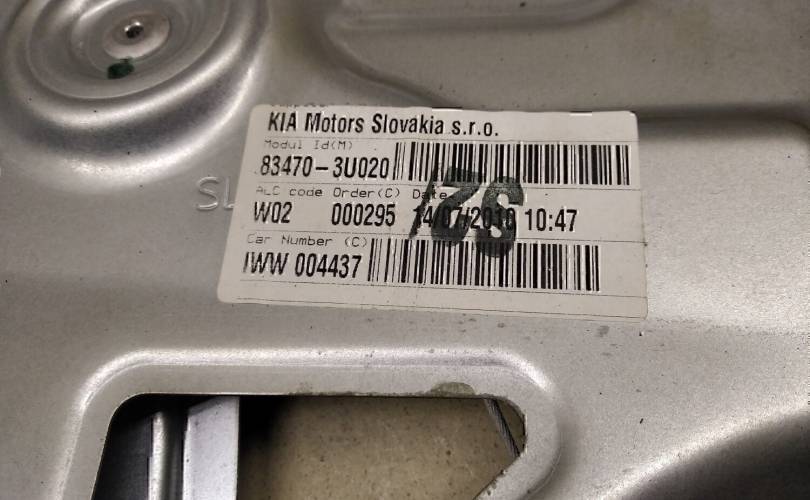 KIA Motors Slovakia s.r.o.
Modul Id(M)
83470-3U020
ALC code Order(C) Date
W02 000295 14/07/2010 10:47
Car Number (C)
IWW 004437